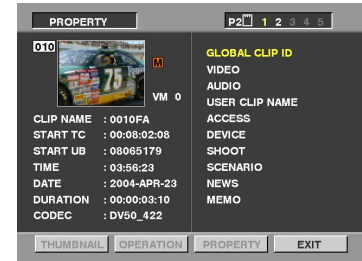 PROPERTY
P2 1 2 3 4 5
010
75
M
VM 0
CLIP NAME : 0010FA
START TC : 00:08:02:08
START UB : 08065179
TIME : 03:56:23
DATE : 2004-APR-23
DURATION : 00:00:03:10
CODEC : DV50_422
GLOBAL CLIP ID
VIDEO
AUDIO
USER CLIP NAME
ACCESS
DEVICE
SHOOT
SCENARIO
NEWS
MEMO
THUMBNAIL OPERATION PROPERTY EXIT